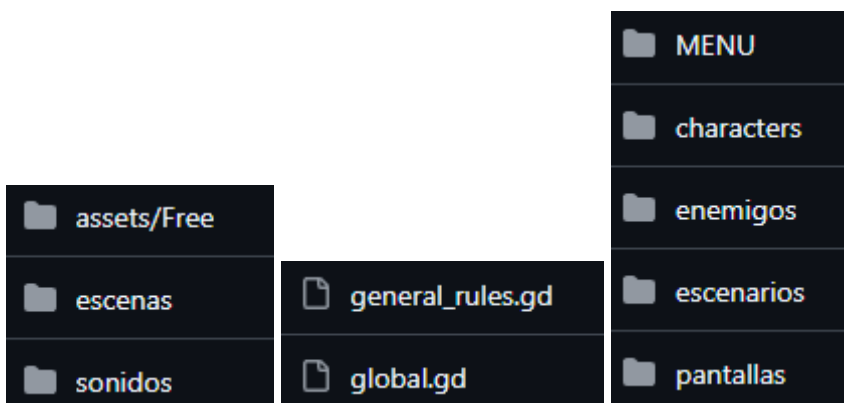 assets/Free
escenas
sonidos
general_rules.gd
global.gd
MENU
characters
enemigos
escenarios
pantallas